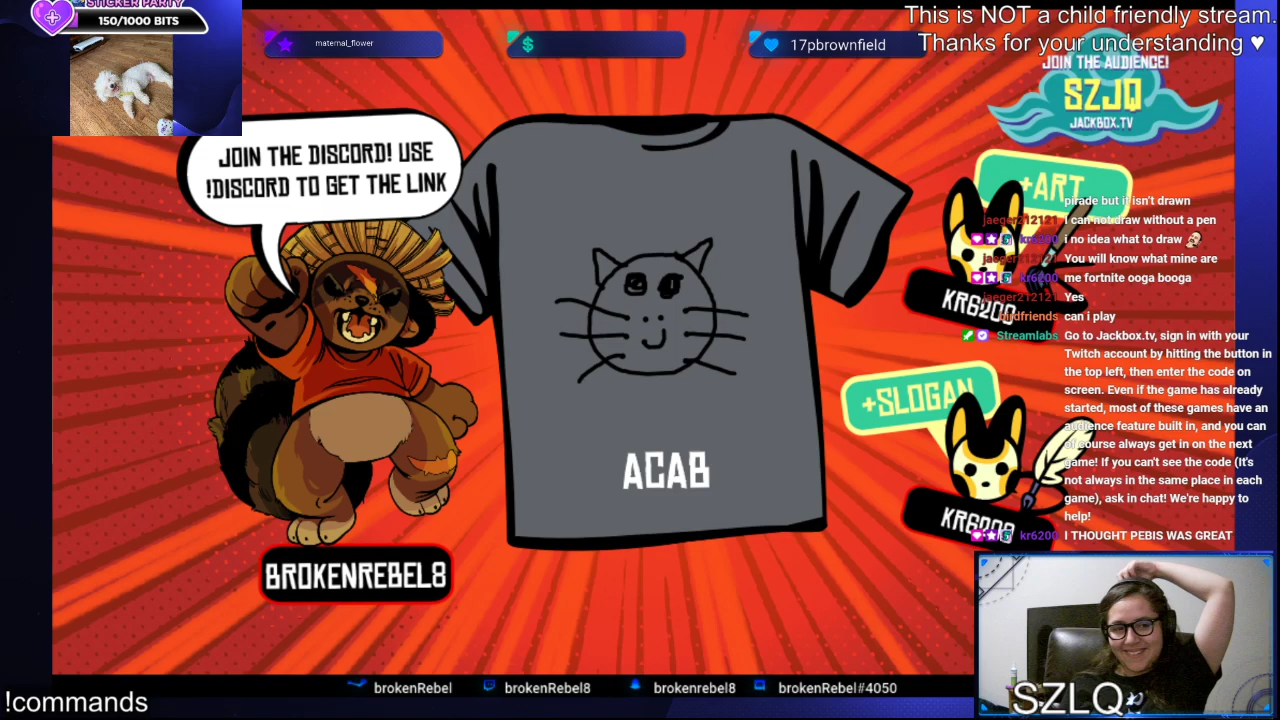 STICKER PARTY
150/1000 BITS
maternal_flower
$
17pbrownfield
This is NOT a child friendly stream.
Thanks for your understanding ♥
JOIN THE AUDIENCE!
SZJQ
JACKBOX.TV
JOIN THE DISCORD! USE
!DISCORD TO GET THE LINK
+ART
KR6200
+SLOGAN
KR6200
ACAB
BROKENREBEL8
pirade but it isn't drawn
jaeger212121 I can not draw without a pen
kr6200 i no idea what to draw
jaeger212121 You will know what mine are
kr6200 me fortnite ooga booga
jaeger212121 Yes
birdfriends can i play
Streamlabs Go to Jackbox.tv, sign in with your
Twitch account by hitting the button in
the top left, then enter the code on
screen. Even if the game has already
started, most of these games have an
audience feature built in, and you can
of course always get in on the next
game! If you can't see the code (It's
not always in the same place in each
game), ask in chat! We're happy to
help!
kr6200 I THOUGHT PEBIS WAS GREAT
SZLQ
brokenRebel
brokenRebel8
brokenrebel8
brokenRebel#4050
!commands